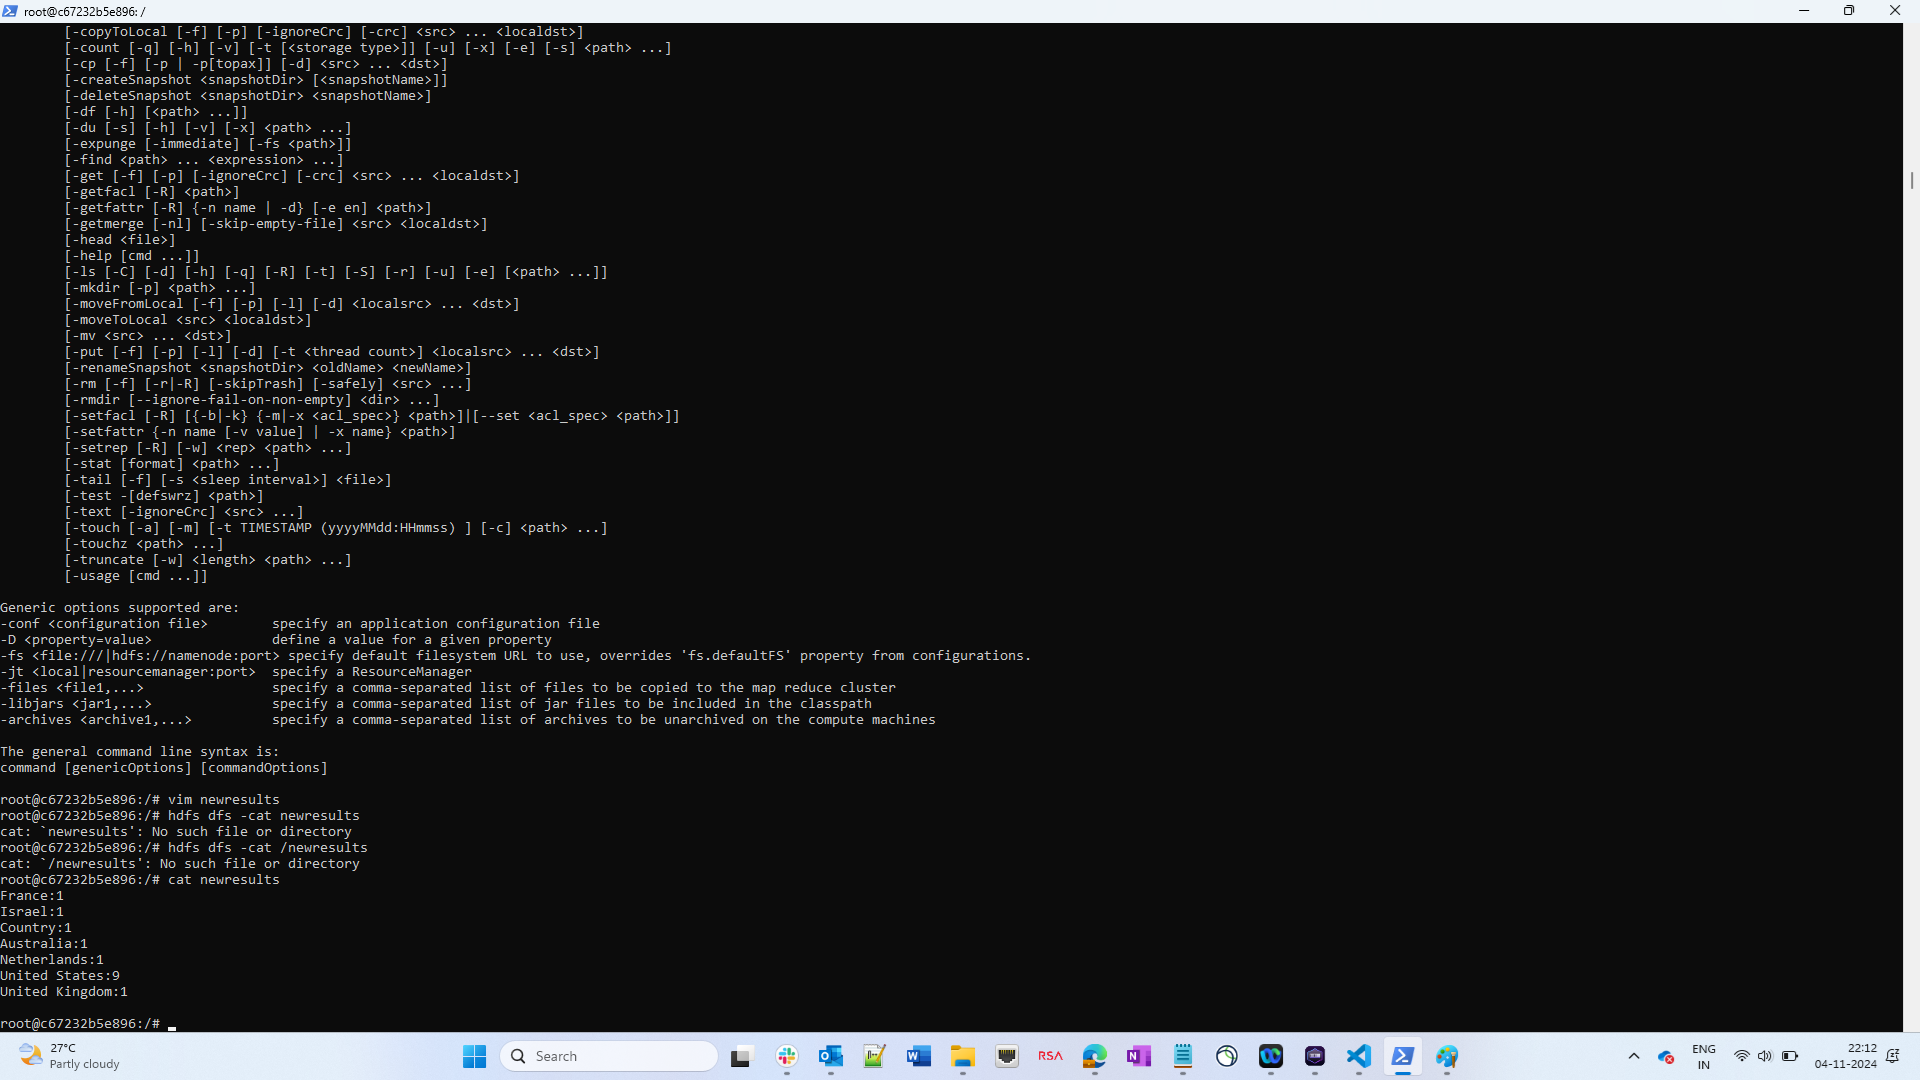 root@c67232b5e896: /
[-copyToLocal [-f] [-p] [-ignoreCrc] [-crc] <src> ... <localdst>]
[-count [-q] [-h] [-v] [-t [<storage type>]] [-u] [-x] [-e] [-s] <path> ...]
[-cp [-f] [-p | -p[topax]] [-d] <src> ... <dst>]
[-createSnapshot <snapshotDir> [<snapshotName>]]
[-deleteSnapshot <snapshotDir> <snapshotName>]
[-df [-h] [<path> ...]]
[-du [-s] [-h] [-v] [-x] <path> ...]
[-expunge [-immediate] [-fs <path>]]
[-find <path> ... <expression> ...]
[-get [-f] [-p] [-ignoreCrc] [-crc] <src> ... <localdst>]
[-getfacl [-R] <path>]
[-getfattr [-R] {-n name | -d} [-e en] <path>]
[-getmerge [-nl] [-skip-empty-file] <src> <localdst>]
[-head <file>]
[-help [cmd ...]]
[-ls [-C] [-d] [-h] [-q] [-R] [-t] [-S] [-r] [-u] [-e] [<path> ...]]
[-mkdir [-p] <path> ...]
[-moveFromLocal [-f] [-p] [-l] [-d] <localsrc> ... <dst>]
[-moveToLocal <src> <localdst>]
[-mv <src> ... <dst>]
[-put [-f] [-p] [-l] [-d] [-t <thread count>] <localsrc> ... <dst>]
[-renameSnapshot <snapshotDir> <oldName> <newName>]
[-rm [-f] [-r|-R] [-skipTrash] [-safely] <src> ...]
[-rmdir [--ignore-fail-on-non-empty] <dir> ...]
[-setfacl [-R] [{-b|-k} {-m|-x <acl_spec>} <path>]|[--set <acl_spec> <path>]]
[-setfattr {-n name [-v value] | -x name} <path>]
[-setrep [-R] [-w] <rep> <path> ...]
[-stat [format] <path> ...]
[-tail [-f] [-s <sleep interval>] <file>]
[-test -[defswrz] <path>]
[-text [-ignoreCrc] <src> ...]
[-touch [-a] [-m] [-t TIMESTAMP (yyyyMMdd:HHmmss) ] [-c] <path> ...]
[-touchz <path> ...]
[-truncate [-w] <length> <path> ...]
[-usage [cmd ...]]
Generic options supported are:
-conf <configuration file>        specify an application configuration file
-D <property=value>               define a value for a given property
-fs <file:///|hdfs://namenode:port> specify default filesystem URL to use, overrides 'fs.defaultFS' property from configurations.
-jt <local|resourcemanager:port>  specify a ResourceManager
-files <file1,...>                specify a comma-separated list of files to be copied to the map reduce cluster
-libjars <jar1,...>               specify a comma-separated list of jar files to be included in the classpath
-archives <archive1,...>          specify a comma-separated list of archives to be unarchived on the compute machines
The general command line syntax is:
command [genericOptions] [commandOptions]
root@c67232b5e896:/# vim newresults
root@c67232b5e896:/# hdfs dfs -cat newresults
cat: `newresults': No such file or directory
root@c67232b5e896:/# hdfs dfs -cat /newresults
cat: `/newresults': No such file or directory
root@c67232b5e896:/# cat newresults
France:1
Israel:1
Country:1
Australia:1
Netherlands:1
United States:9
United Kingdom:1
root@c67232b5e896:/#
27°C
Partly cloudy
Search
RSA
ENG
IN
22:12
04-11-2024